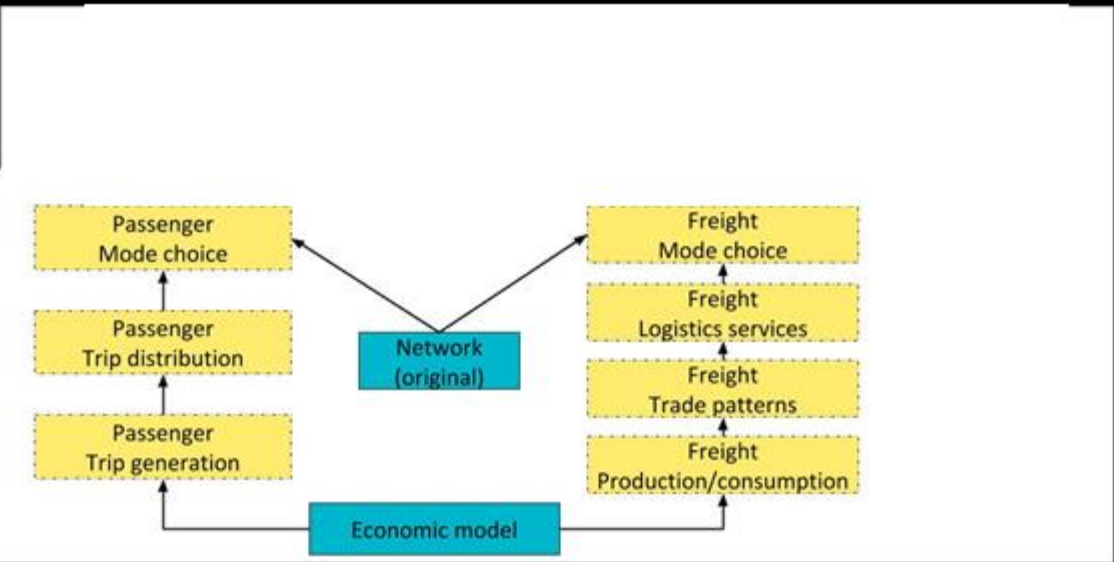 Passenger
Mode choice
Passenger
Trip distribution
Passenger
Trip generation
Network
(original)
Freight
Mode choice
Freight
Logistics services
Freight
Trade patterns
Freight
Production/consumption
Economic model